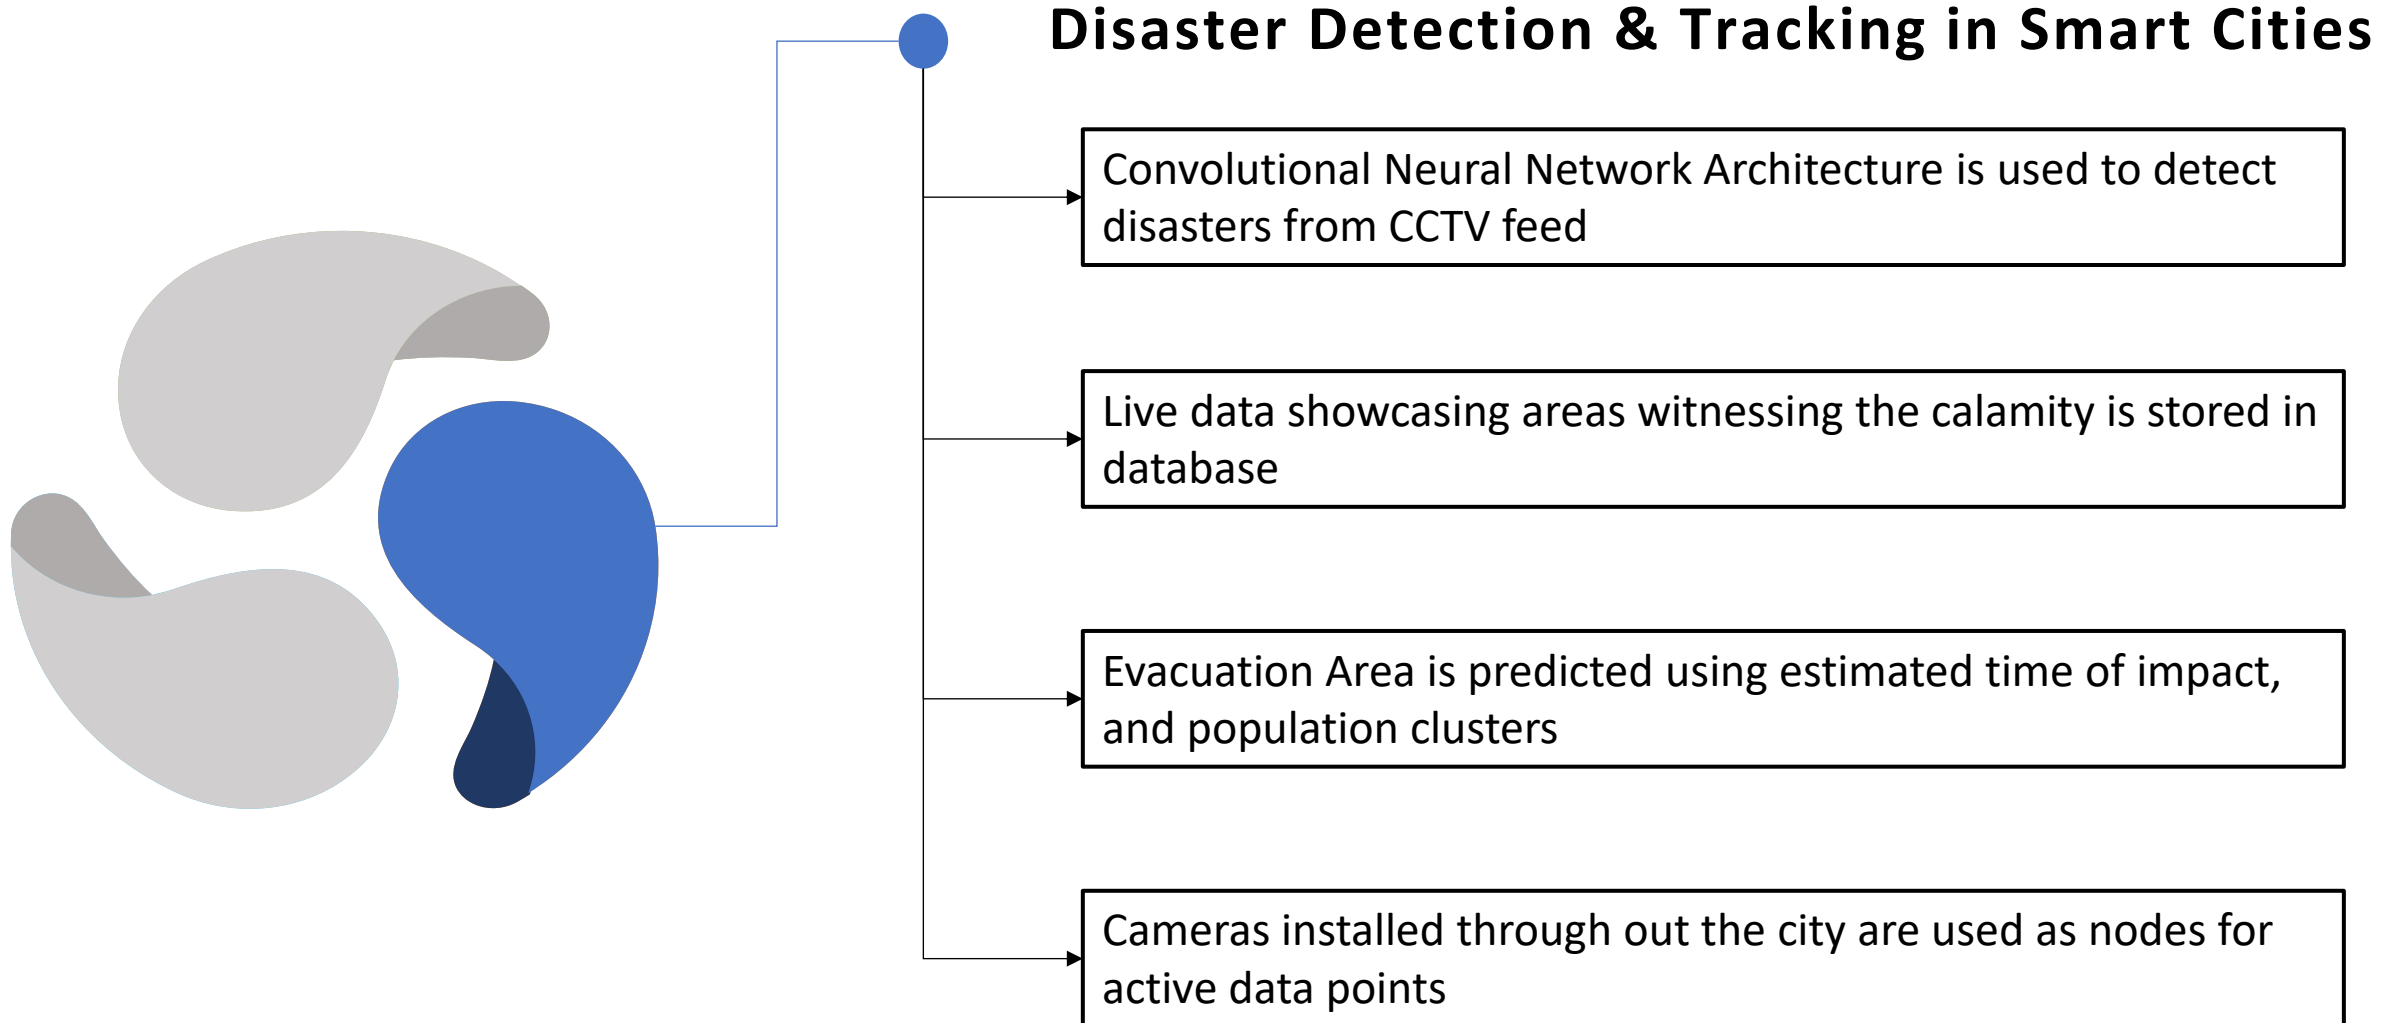 Disaster Detection & Tracking in Smart Cities
Convolutional Neural Network Architecture is used to detect
disasters from CCTV feed
Live data showcasing areas witnessing the calamity is stored in
database
Evacuation Area is predicted using estimated time of impact,
and population clusters
Cameras installed through out the city are used as nodes for
active data points